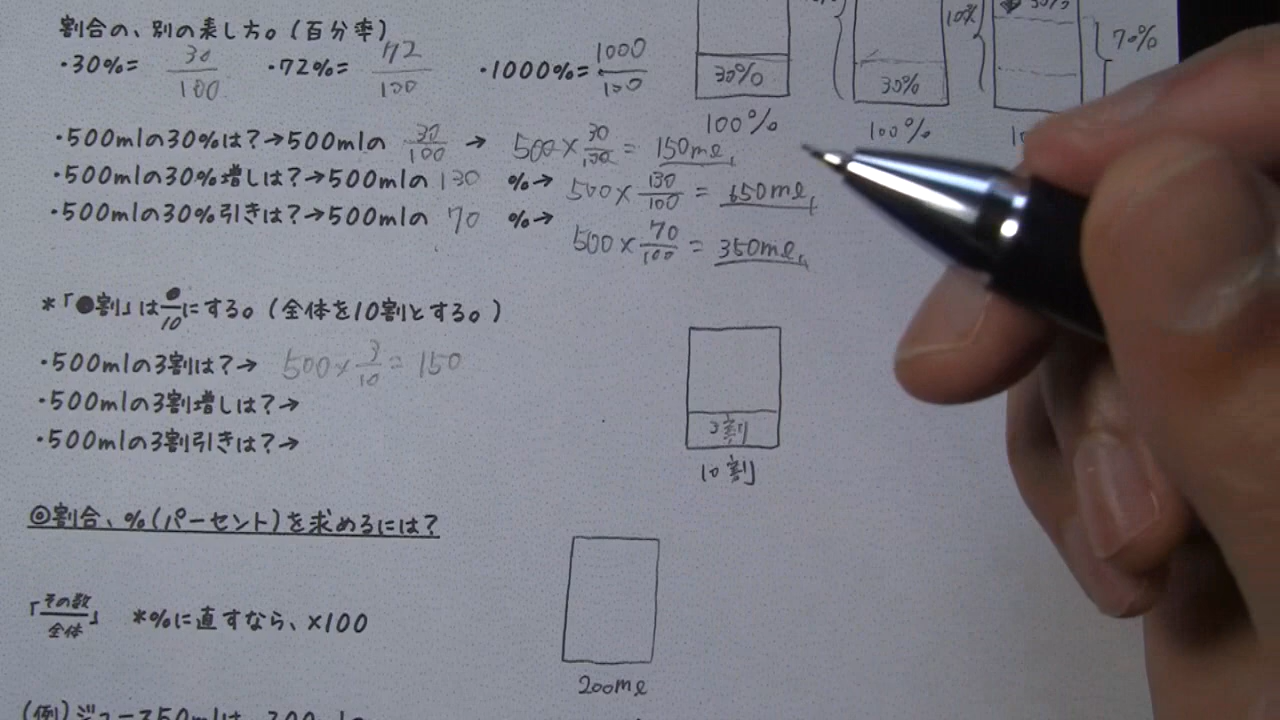 割合の、別の表し方。(百分率)
・30%= 30/100 ・72%= 72/100 ・1000%= 1000/100
・500mlの30%は?→500mlの 30/100 → 500×30/100 = 150mℓ
・500mlの30%増しは?→500mlの 130 %→ 500×130/100 = 650mℓ
・500mlの30%引きは?→500mlの 70 %→ 500×70/100 = 350mℓ
30%
100%
30%
100%
70%
*「●割」は●/10にする。(全体を10割とする。)
・500mlの3割は?→ 500×3/10 = 150
・500mlの3割増しは?→
・500mlの3割引きは?→
3割
10割
◎割合、%(パーセント)を求めるには?
「その数/全体」 *%に直すなら、×100
200mℓ